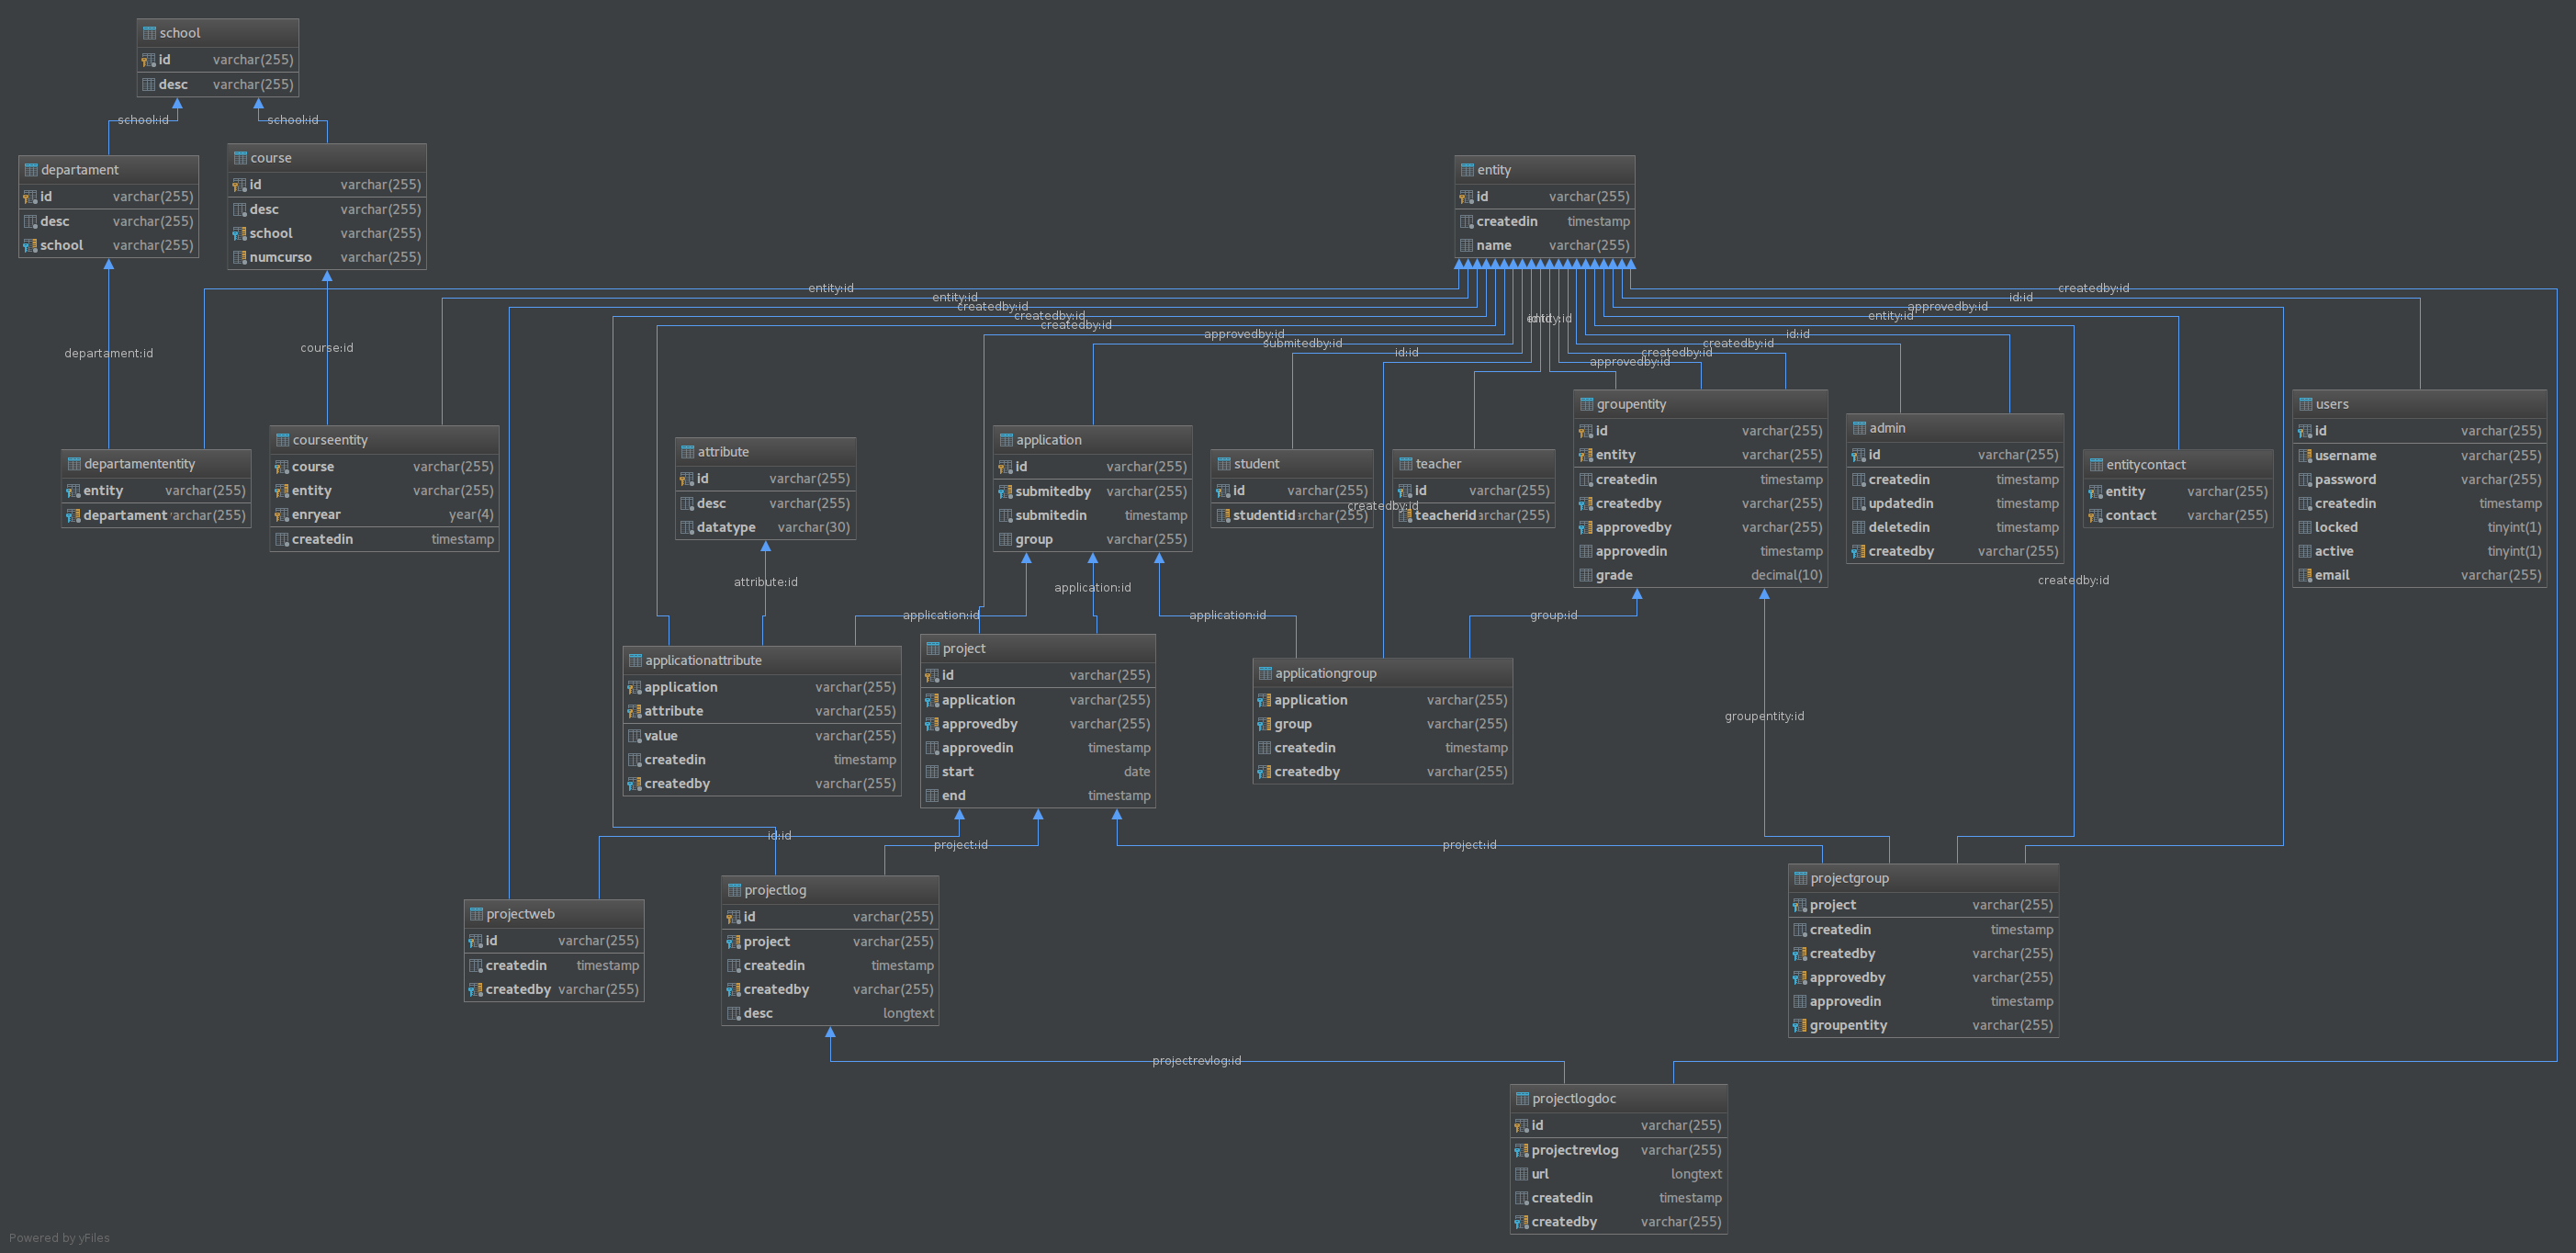 school
id varchar(255)
desc varchar(255)
school:id
school:id
departament
id varchar(255)
desc varchar(255)
school varchar(255)
course
id varchar(255)
desc varchar(255)
school varchar(255)
numcurso varchar(255)
entity
id varchar(255)
createdin timestamp
name varchar(255)
entity:id
entity:id
createdby:id
createdby:id
createdby:id
approvedby:id
submitedby:id
id:id
id:id
entity:id
approvedby:id
createdby:id
createdby:id
id:id
entity:id
approvedby:id
id:id
createdby:id
departament:id
course:id
departamententity
entity varchar(255)
departament varchar(255)
courseentity
course varchar(255)
entity varchar(255)
enryear year(4)
createdin timestamp
attribute
id varchar(255)
desc varchar(255)
datatype varchar(30)
application
id varchar(255)
submitedby varchar(255)
submitedin timestamp
group varchar(255)
student
id varchar(255)
studentid varchar(255)
createdby:id
teacher
id varchar(255)
teacherid varchar(255)
groupentity
id varchar(255)
entity varchar(255)
createdin timestamp
createdby varchar(255)
approvedby varchar(255)
approvedin timestamp
grade decimal(10)
admin
id varchar(255)
createdin timestamp
updatedin timestamp
deletedin timestamp
createdby varchar(255)
entitycontact
entity varchar(255)
contact varchar(255)
users
id varchar(255)
username varchar(255)
password varchar(255)
createdin timestamp
locked tinyint(1)
active tinyint(1)
email varchar(255)
createdby:id
attribute:id
application:id
application:id
application:id
group:id
applicationattribute
application varchar(255)
attribute varchar(255)
value varchar(255)
createdin timestamp
createdby varchar(255)
project
id varchar(255)
application varchar(255)
approvedby varchar(255)
approvedin timestamp
start date
end timestamp
applicationgroup
application varchar(255)
group varchar(255)
createdin timestamp
createdby varchar(255)
groupentity:id
id:id
project:id
project:id
projectweb
id varchar(255)
createdin timestamp
createdby varchar(255)
projectlog
id varchar(255)
project varchar(255)
createdin timestamp
createdby varchar(255)
desc longtext
projectgroup
project varchar(255)
createdin timestamp
createdby varchar(255)
approvedby varchar(255)
approvedin timestamp
groupentity varchar(255)
projectrevlog:id
projectlogdoc
id varchar(255)
projectrevlog varchar(255)
url longtext
createdin timestamp
createdby varchar(255)
Powered by yFiles